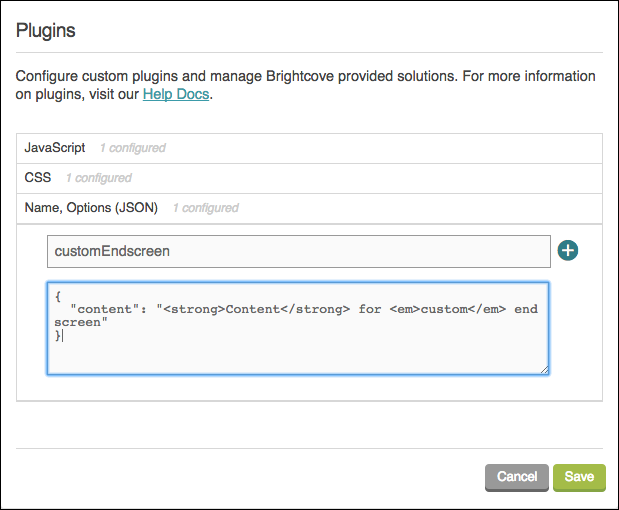 Plugins
Configure custom plugins and manage Brightcove provided solutions. For more information
on plugins, visit our Help Docs.
JavaScript 1 configured
CSS 1 configured
Name, Options (JSON) 1 configured
customEndscreen
{
"content": "<strong>Content</strong> for <em>custom</em> end
screen"
}
Cancel Save